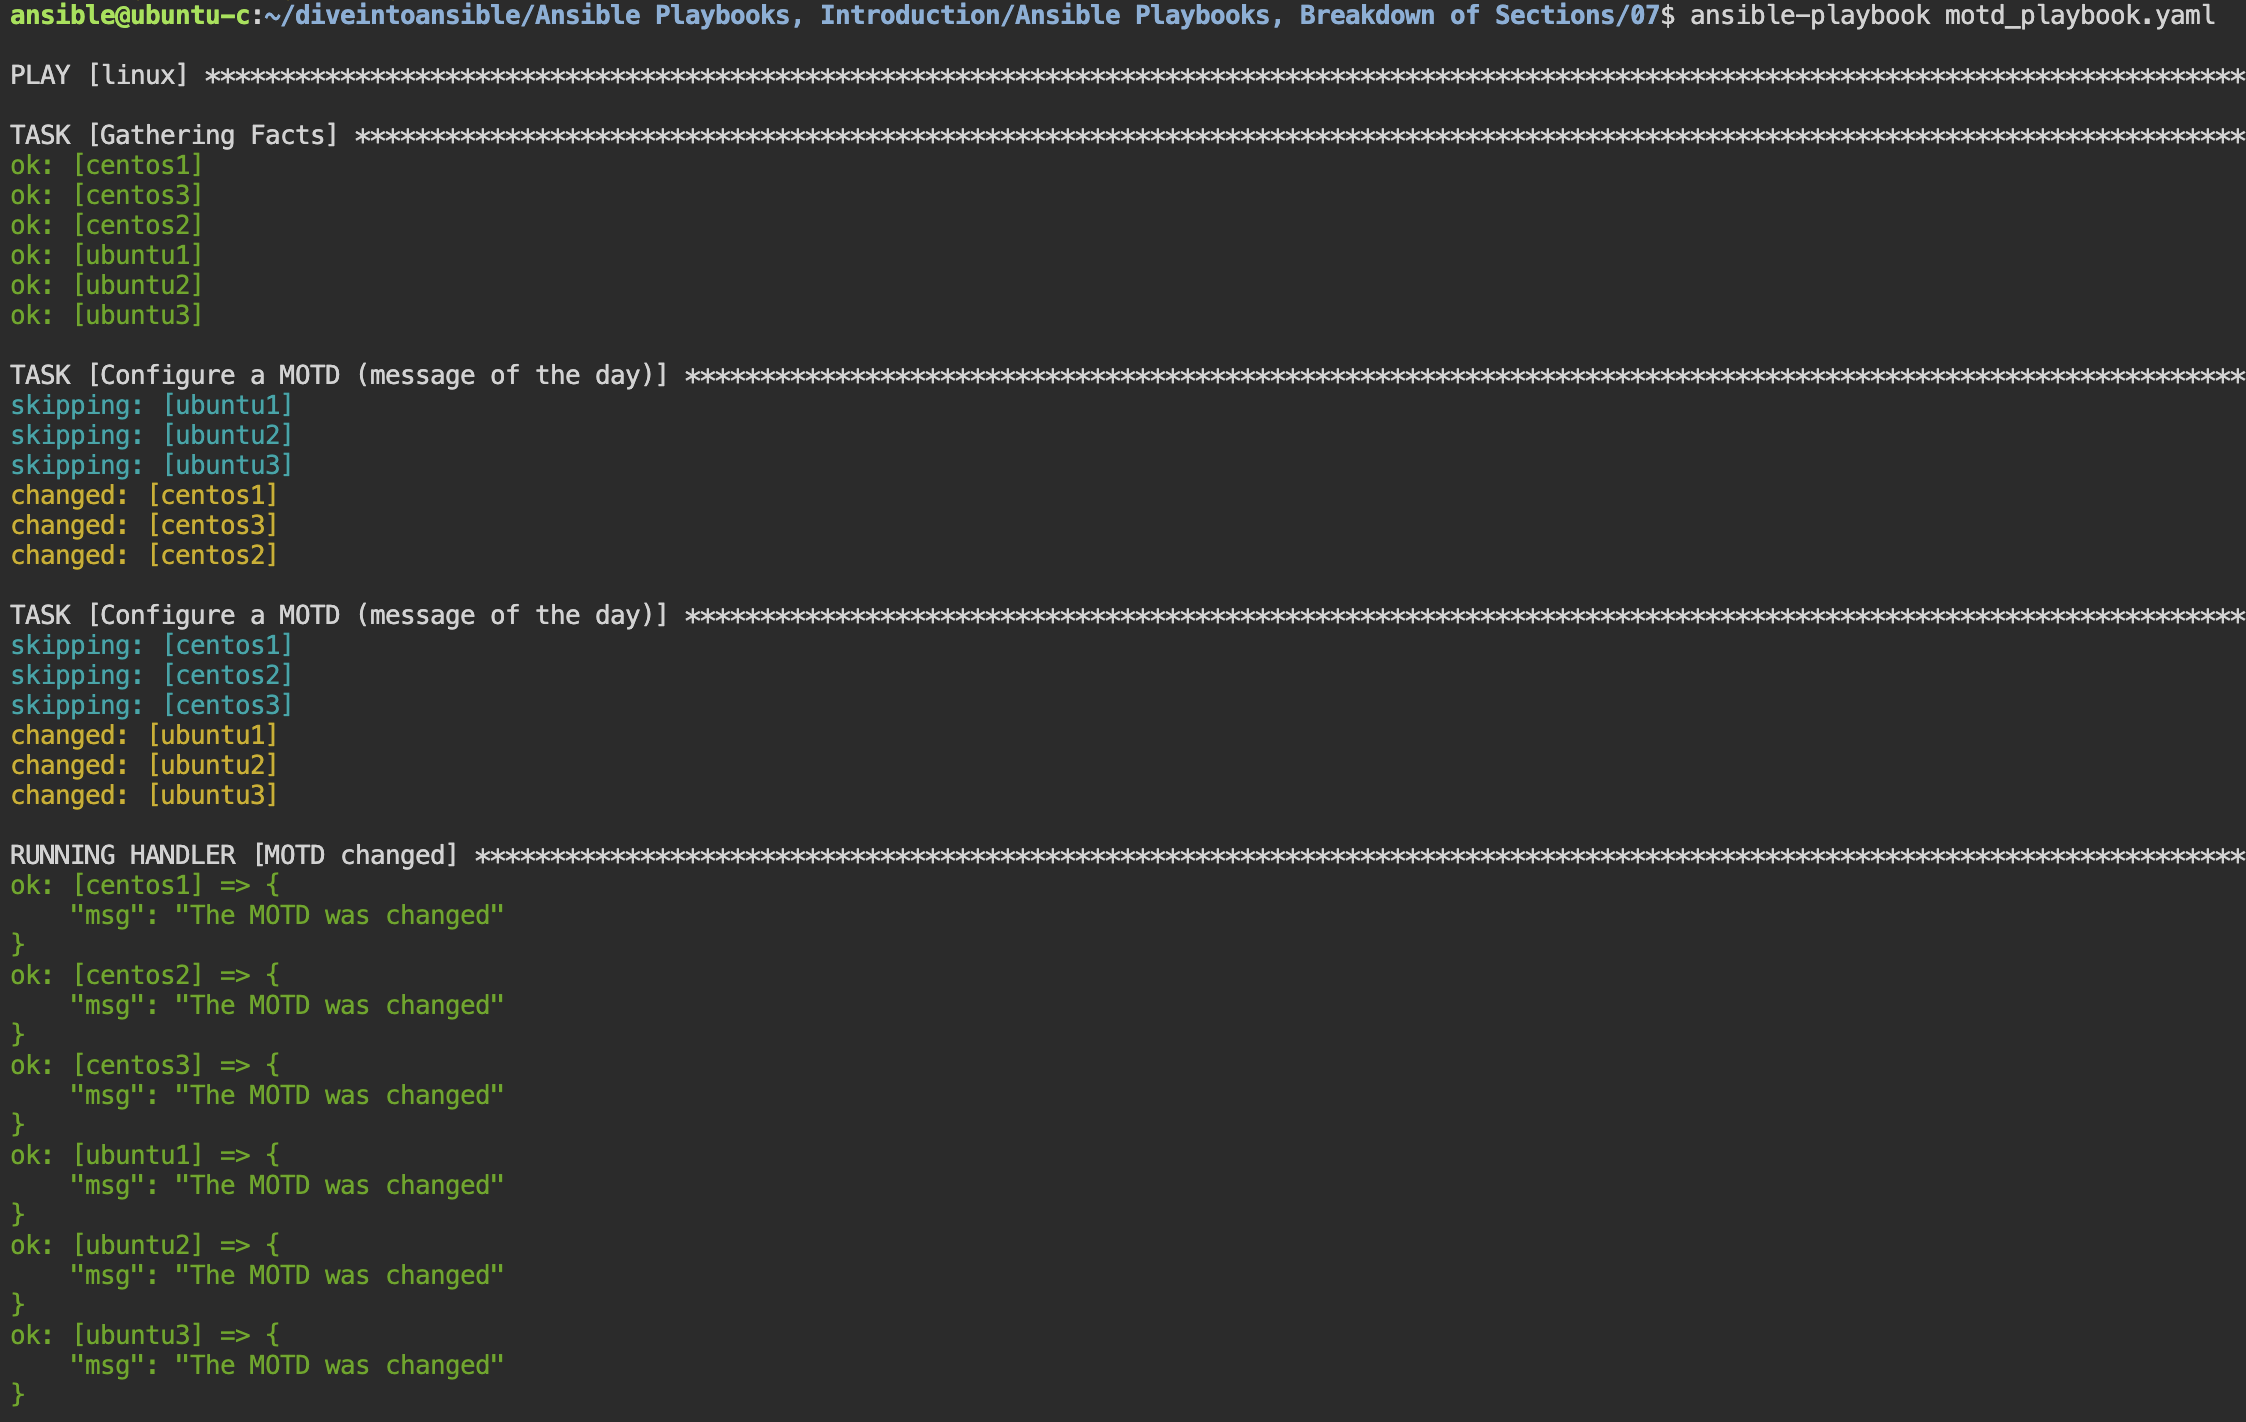 ansible@ubuntu-c:~/diveintoansible/Ansible Playbooks, Introduction/Ansible Playbooks, Breakdown of Sections/07$ ansible-playbook motd_playbook.yaml
PLAY [linux] ****************************************************************************************************************************************
TASK [Gathering Facts] ******************************************************************************************************************************
ok: [centos1]
ok: [centos3]
ok: [centos2]
ok: [ubuntu1]
ok: [ubuntu2]
ok: [ubuntu3]
TASK [Configure a MOTD (message of the day)] ********************************************************************************************************
skipping: [ubuntu1]
skipping: [ubuntu2]
skipping: [ubuntu3]
changed: [centos1]
changed: [centos3]
changed: [centos2]
TASK [Configure a MOTD (message of the day)] ********************************************************************************************************
skipping: [centos1]
skipping: [centos2]
skipping: [centos3]
changed: [ubuntu1]
changed: [ubuntu2]
changed: [ubuntu3]
RUNNING HANDLER [MOTD changed] **********************************************************************************************************************
ok: [centos1] => {
    "msg": "The MOTD was changed"
}
ok: [centos2] => {
    "msg": "The MOTD was changed"
}
ok: [centos3] => {
    "msg": "The MOTD was changed"
}
ok: [ubuntu1] => {
    "msg": "The MOTD was changed"
}
ok: [ubuntu2] => {
    "msg": "The MOTD was changed"
}
ok: [ubuntu3] => {
    "msg": "The MOTD was changed"
}